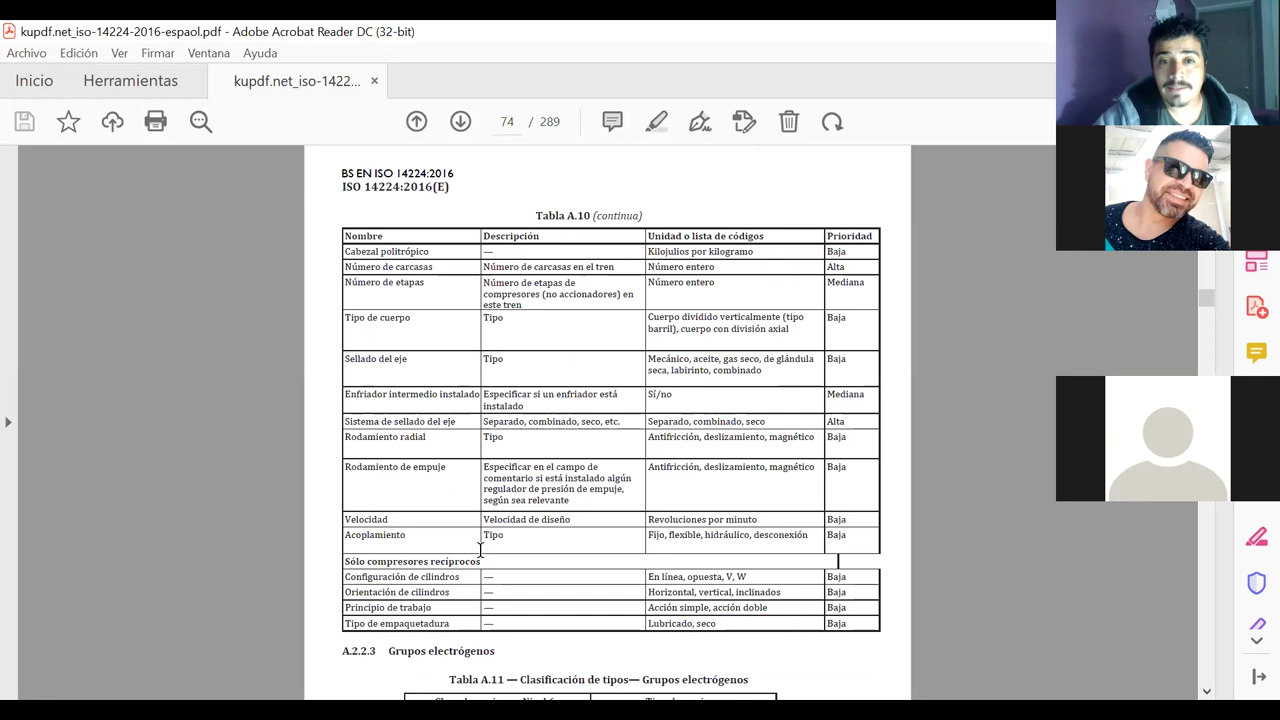 kupdf.net_iso-14224-2016-espaol.pdf - Adobe Acrobat Reader DC (32-bit)
Archivo Edición Ver Firmar Ventana Ayuda
Inicio Herramientas kupdf.net_iso-1422... ×
74 / 289
BS EN ISO 14224:2016
ISO 14224:2016(E)
Tabla A.10 (continua)
Nombre Descripción Unidad o lista de códigos Prioridad
Cabezal politrópico — Kilojulios por kilogramo Baja
Número de carcasas Número de carcasas en el tren Número entero Alta
Número de etapas Número de etapas de Número entero Mediana
compresores (no accionadores) en
este tren
Tipo de cuerpo Tipo Cuerpo dividido verticalmente (tipo Baja
barril), cuerpo con división axial
Sellado del eje Tipo Mecánico, aceite, gas seco, de glándula Baja
seca, labirinto, combinado
Enfriador intermedio instalado Especificar si un enfriador está Sí/no Mediana
instalado
Sistema de sellado del eje Separado, combinado, seco, etc. Separado, combinado, seco Alta
Rodamiento radial Tipo Antifricción, deslizamiento, magnético Baja
Rodamiento de empuje Especificar en el campo de Antifricción, deslizamiento, magnético Baja
comentario si está instalado algún
regulador de presión de empuje,
según sea relevante
Velocidad Velocidad de diseño Revoluciones por minuto Baja
Acoplamiento Tipo Fijo, flexible, hidráulico, desconexión Baja
Sólo compresores recíprocos
Configuración de cilindros — En línea, opuesta, V, W Baja
Orientación de cilindros — Horizontal, vertical, inclinados Baja
Principio de trabajo — Acción simple, acción doble Baja
Tipo de empaquetadura — Lubricado, seco Baja
A.2.2.3 Grupos electrógenos
Tabla A.11 — Clasificación de tipos— Grupos electrógenos